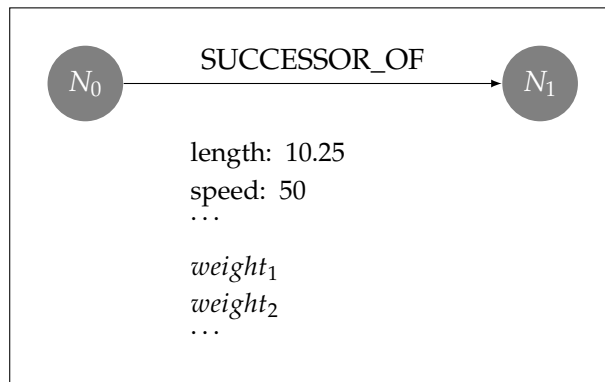 SUCCESSOR_OF
N₀ N₁
length: 10.25
speed: 50
...
weight₁
weight₂
...